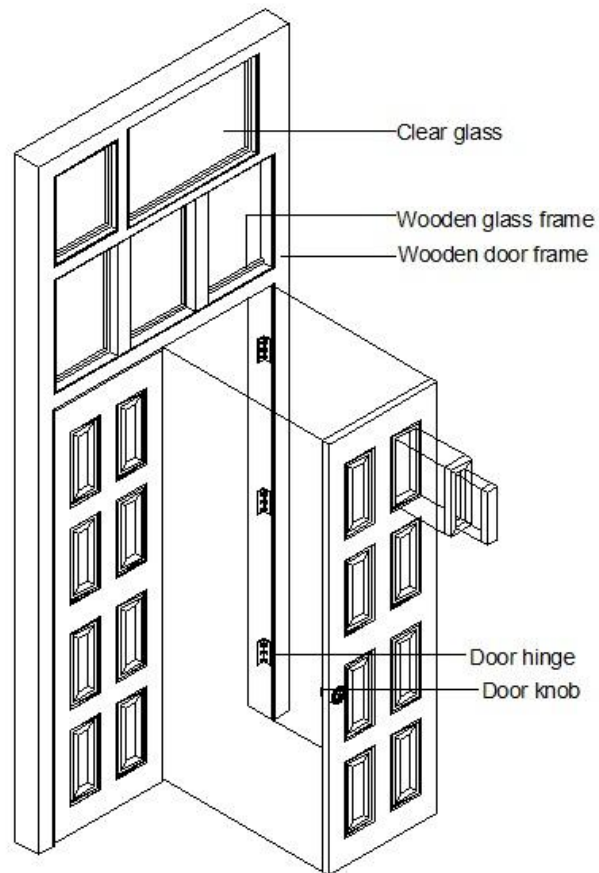 Clear glass
Wooden glass frame
Wooden door frame
Door hinge
Door knob